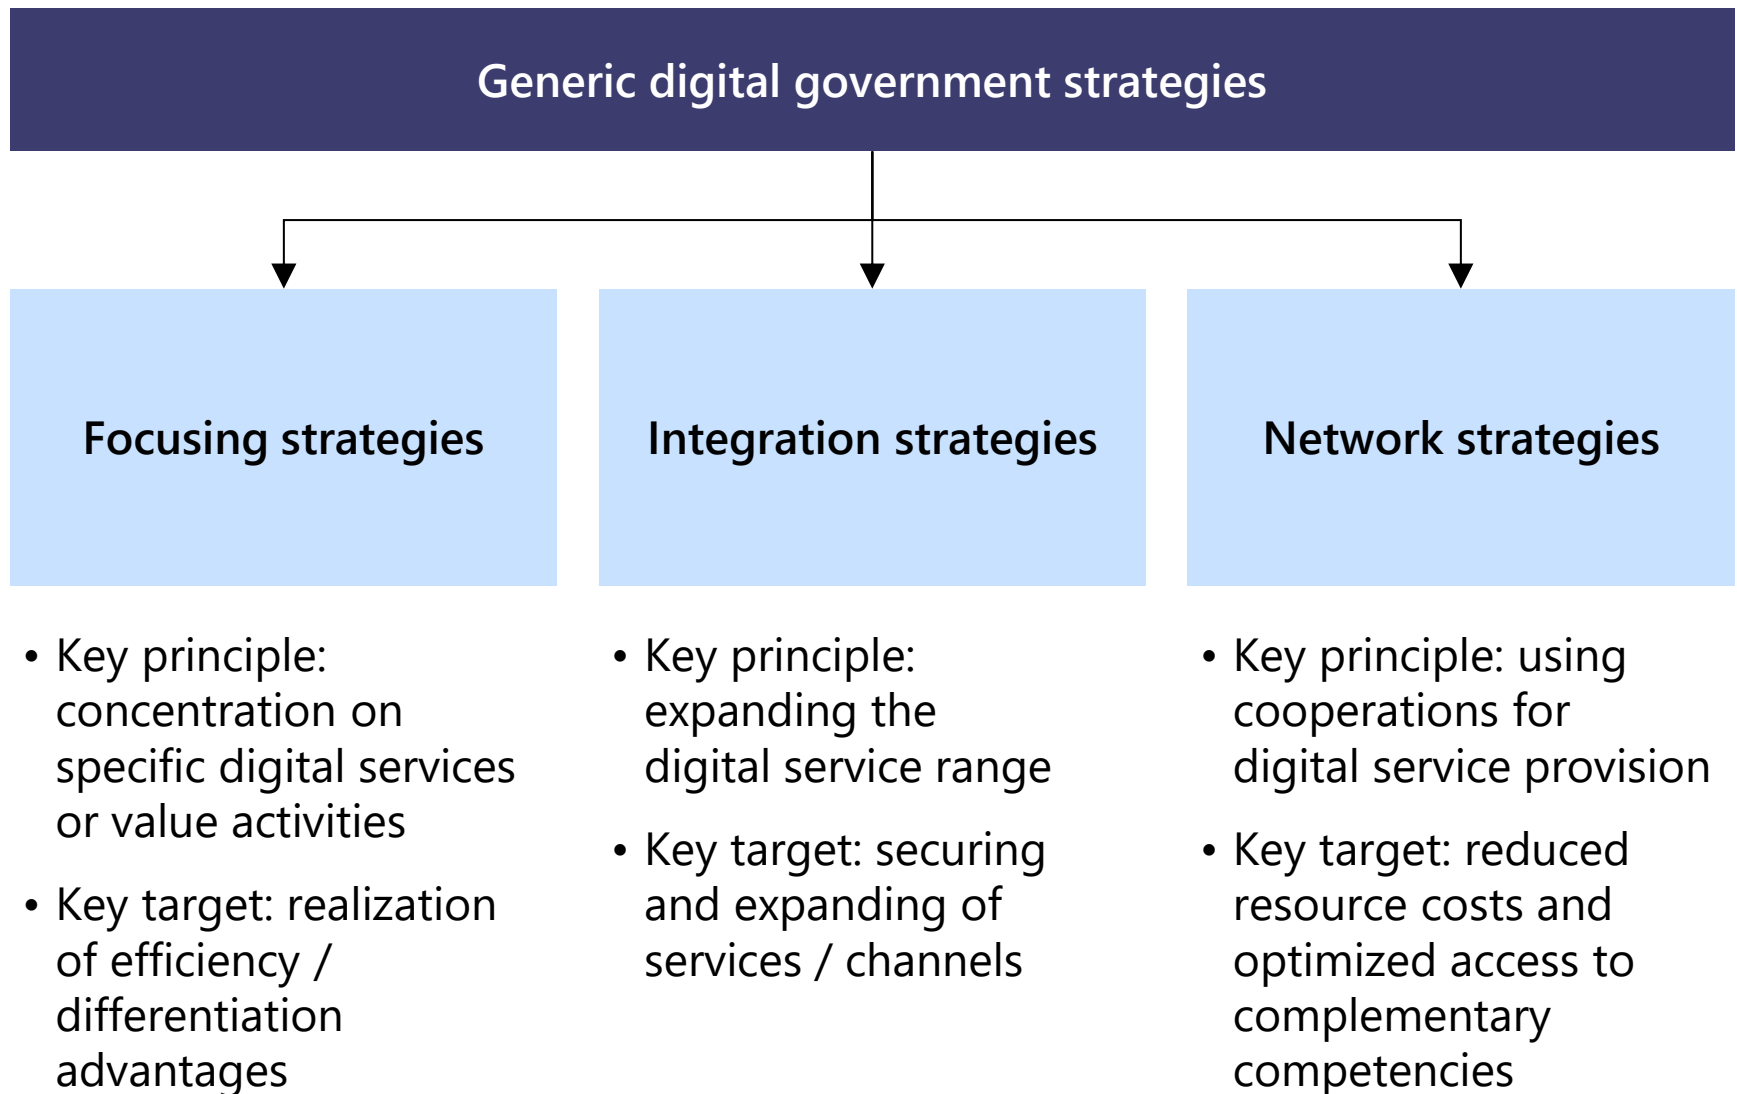 Generic digital government strategies
Focusing strategies
• Key principle:
concentration on
specific digital services
or value activities
• Key target: realization
of efficiency /
differentiation
advantages
Integration strategies
• Key principle:
expanding the
digital service range
• Key target: securing
and expanding of
services / channels
Network strategies
• Key principle: using
cooperations for
digital service provision
• Key target: reduced
resource costs and
optimized access to
complementary
competencies